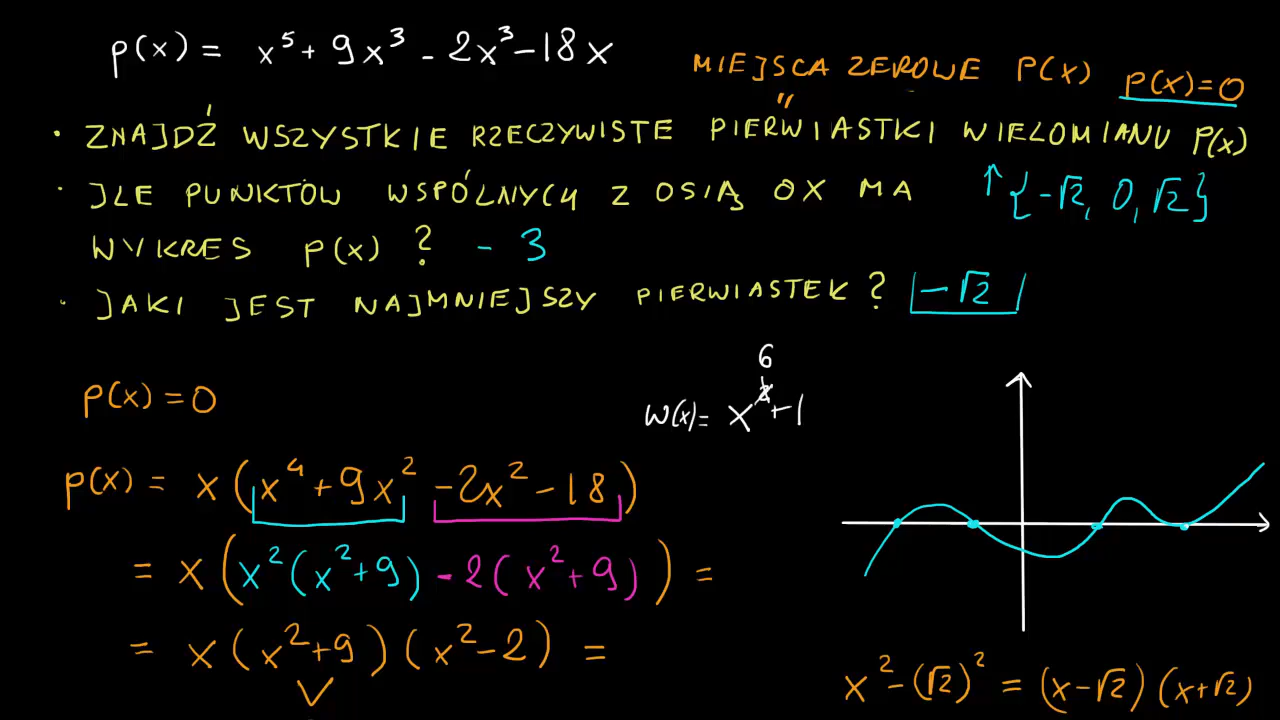 p(x) = x⁵ + 9x³ - 2x³ - 18x
MIEJSCA ZEROWE P(X) P(X)=0
• ZNAJDŹ WSZYSTKIE RZECZYWISTE PIERWIASTKI WIELOMIANU P(X)
• ILE PUNKTÓW WSPÓLNYCH Z OSIĄ OX MA ↑ {-√2, 0, √2}
WYKRES P(X) ? - 3
• JAKI JEST NAJMNIEJSZY PIERWIASTEK ? -√2
6
P(X) = 0
W(x) = x +1
p(x) = x(x⁴ + 9x² - 2x² - 18)
= x(x²(x²+9) - 2(x²+9)) =
= x(x²+9)(x²-2) =
x² - (√2)² = (x-√2)(x+√2)